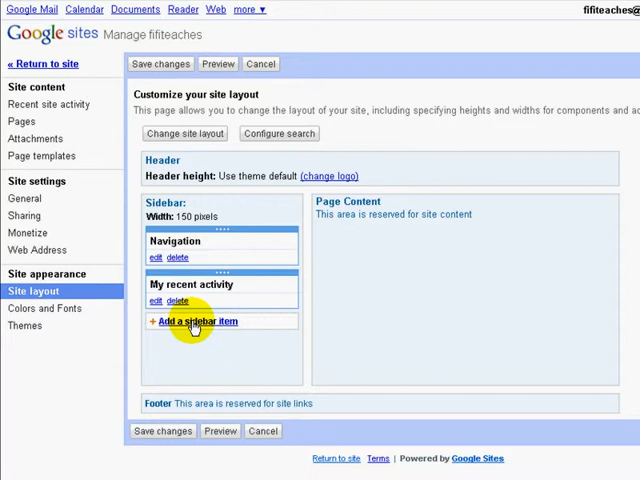 Google Mail Calendar Documents Reader Web more ▼
fifiteaches@
Google sites Manage fifiteaches
« Return to site
Save changes Preview Cancel
Site content
Recent site activity
Pages
Attachments
Page templates
Site settings
General
Sharing
Monetize
Web Address
Site appearance
Site layout
Colors and Fonts
Themes
Customize your site layout
This page allows you to change the layout of your site, including specifying heights and widths for components and ad
Change site layout Configure search
Header
Header height: Use theme default (change logo)
Sidebar:
Width: 150 pixels
Navigation
edit delete
My recent activity
edit delete
+ Add a sidebar item
Page Content
This area is reserved for site content
Footer This area is reserved for site links
Save changes Preview Cancel
Return to site Terms | Powered by Google Sites